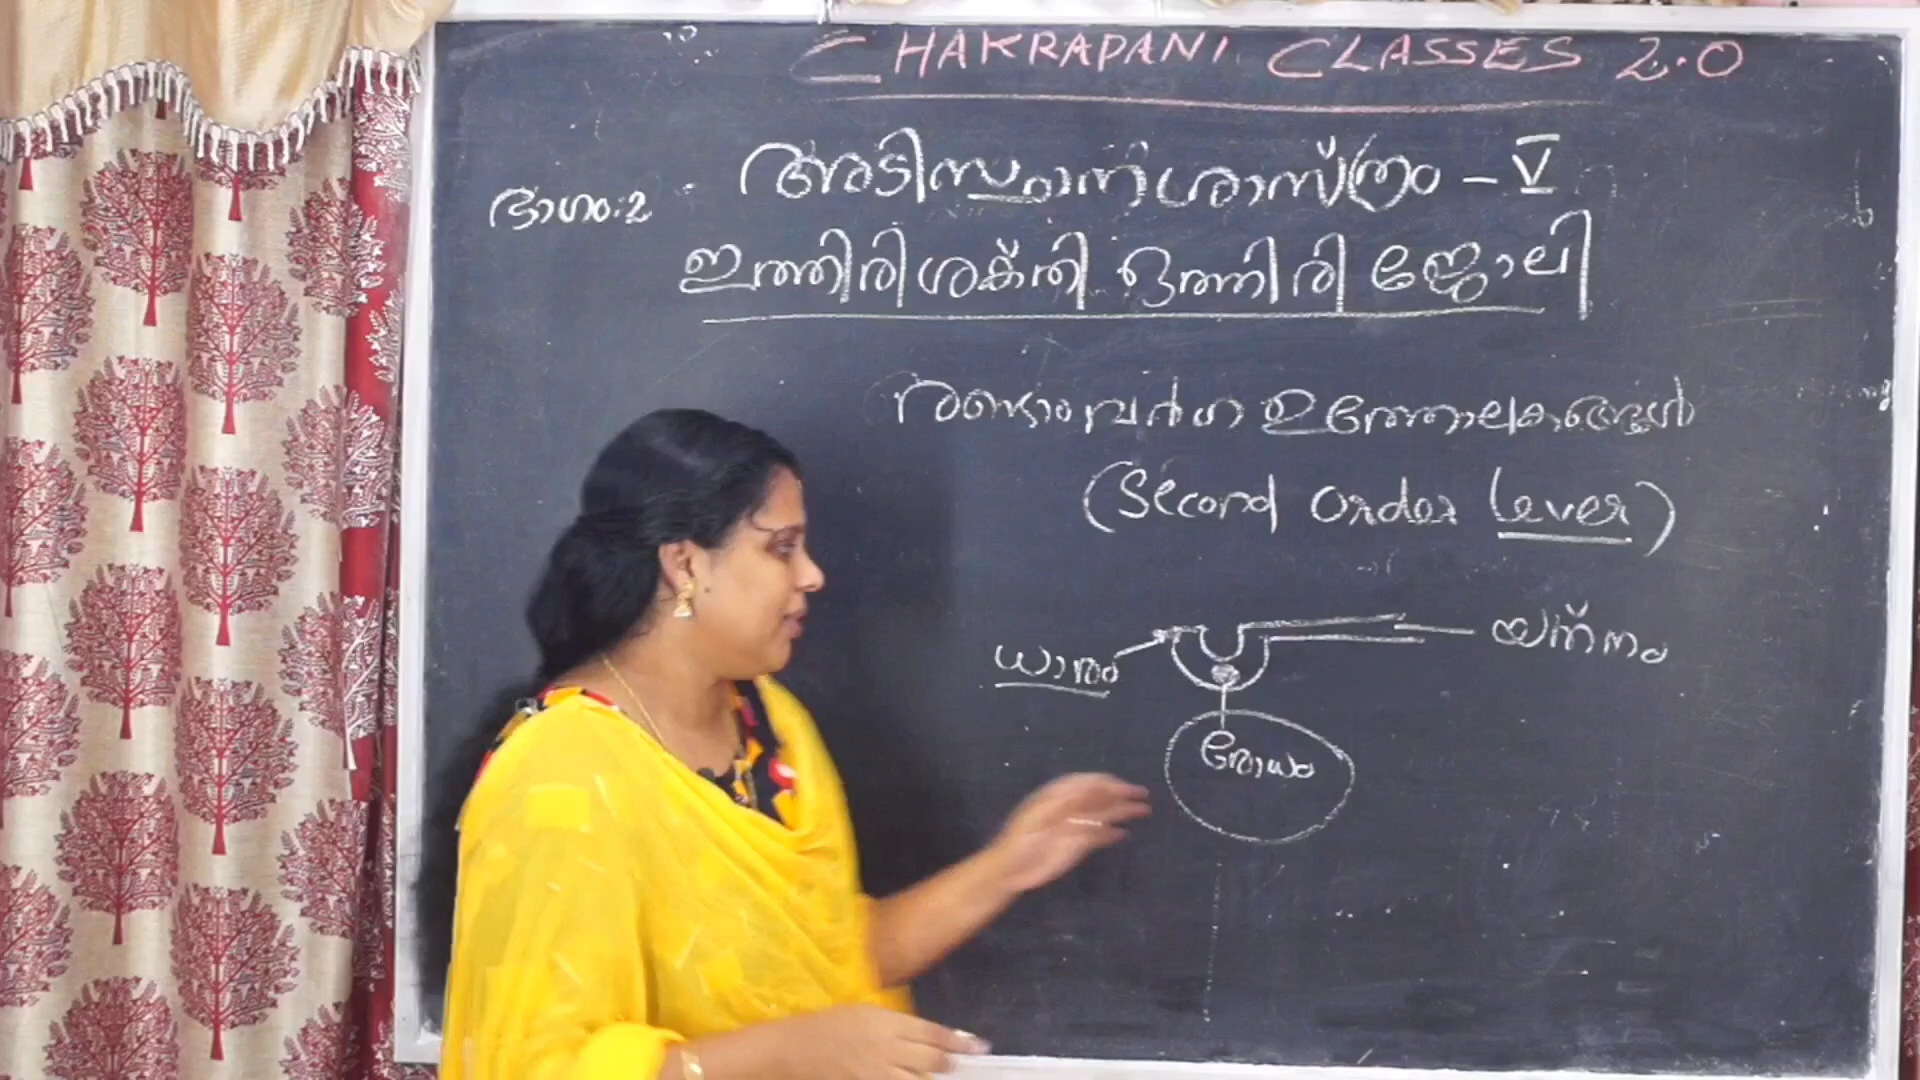 CHAKRAPANI CLASSES 2.0
ഭാഗം:2
അടിസ്ഥാനശാസ്ത്രം - V
ഇത്തിരി ശക്തി ഒത്തിരി ജോലി
രണ്ടാംവർഗ ഉത്തോലകങ്ങൾ
(Second Order Lever)
ധാരം
യത്നം
രോധം